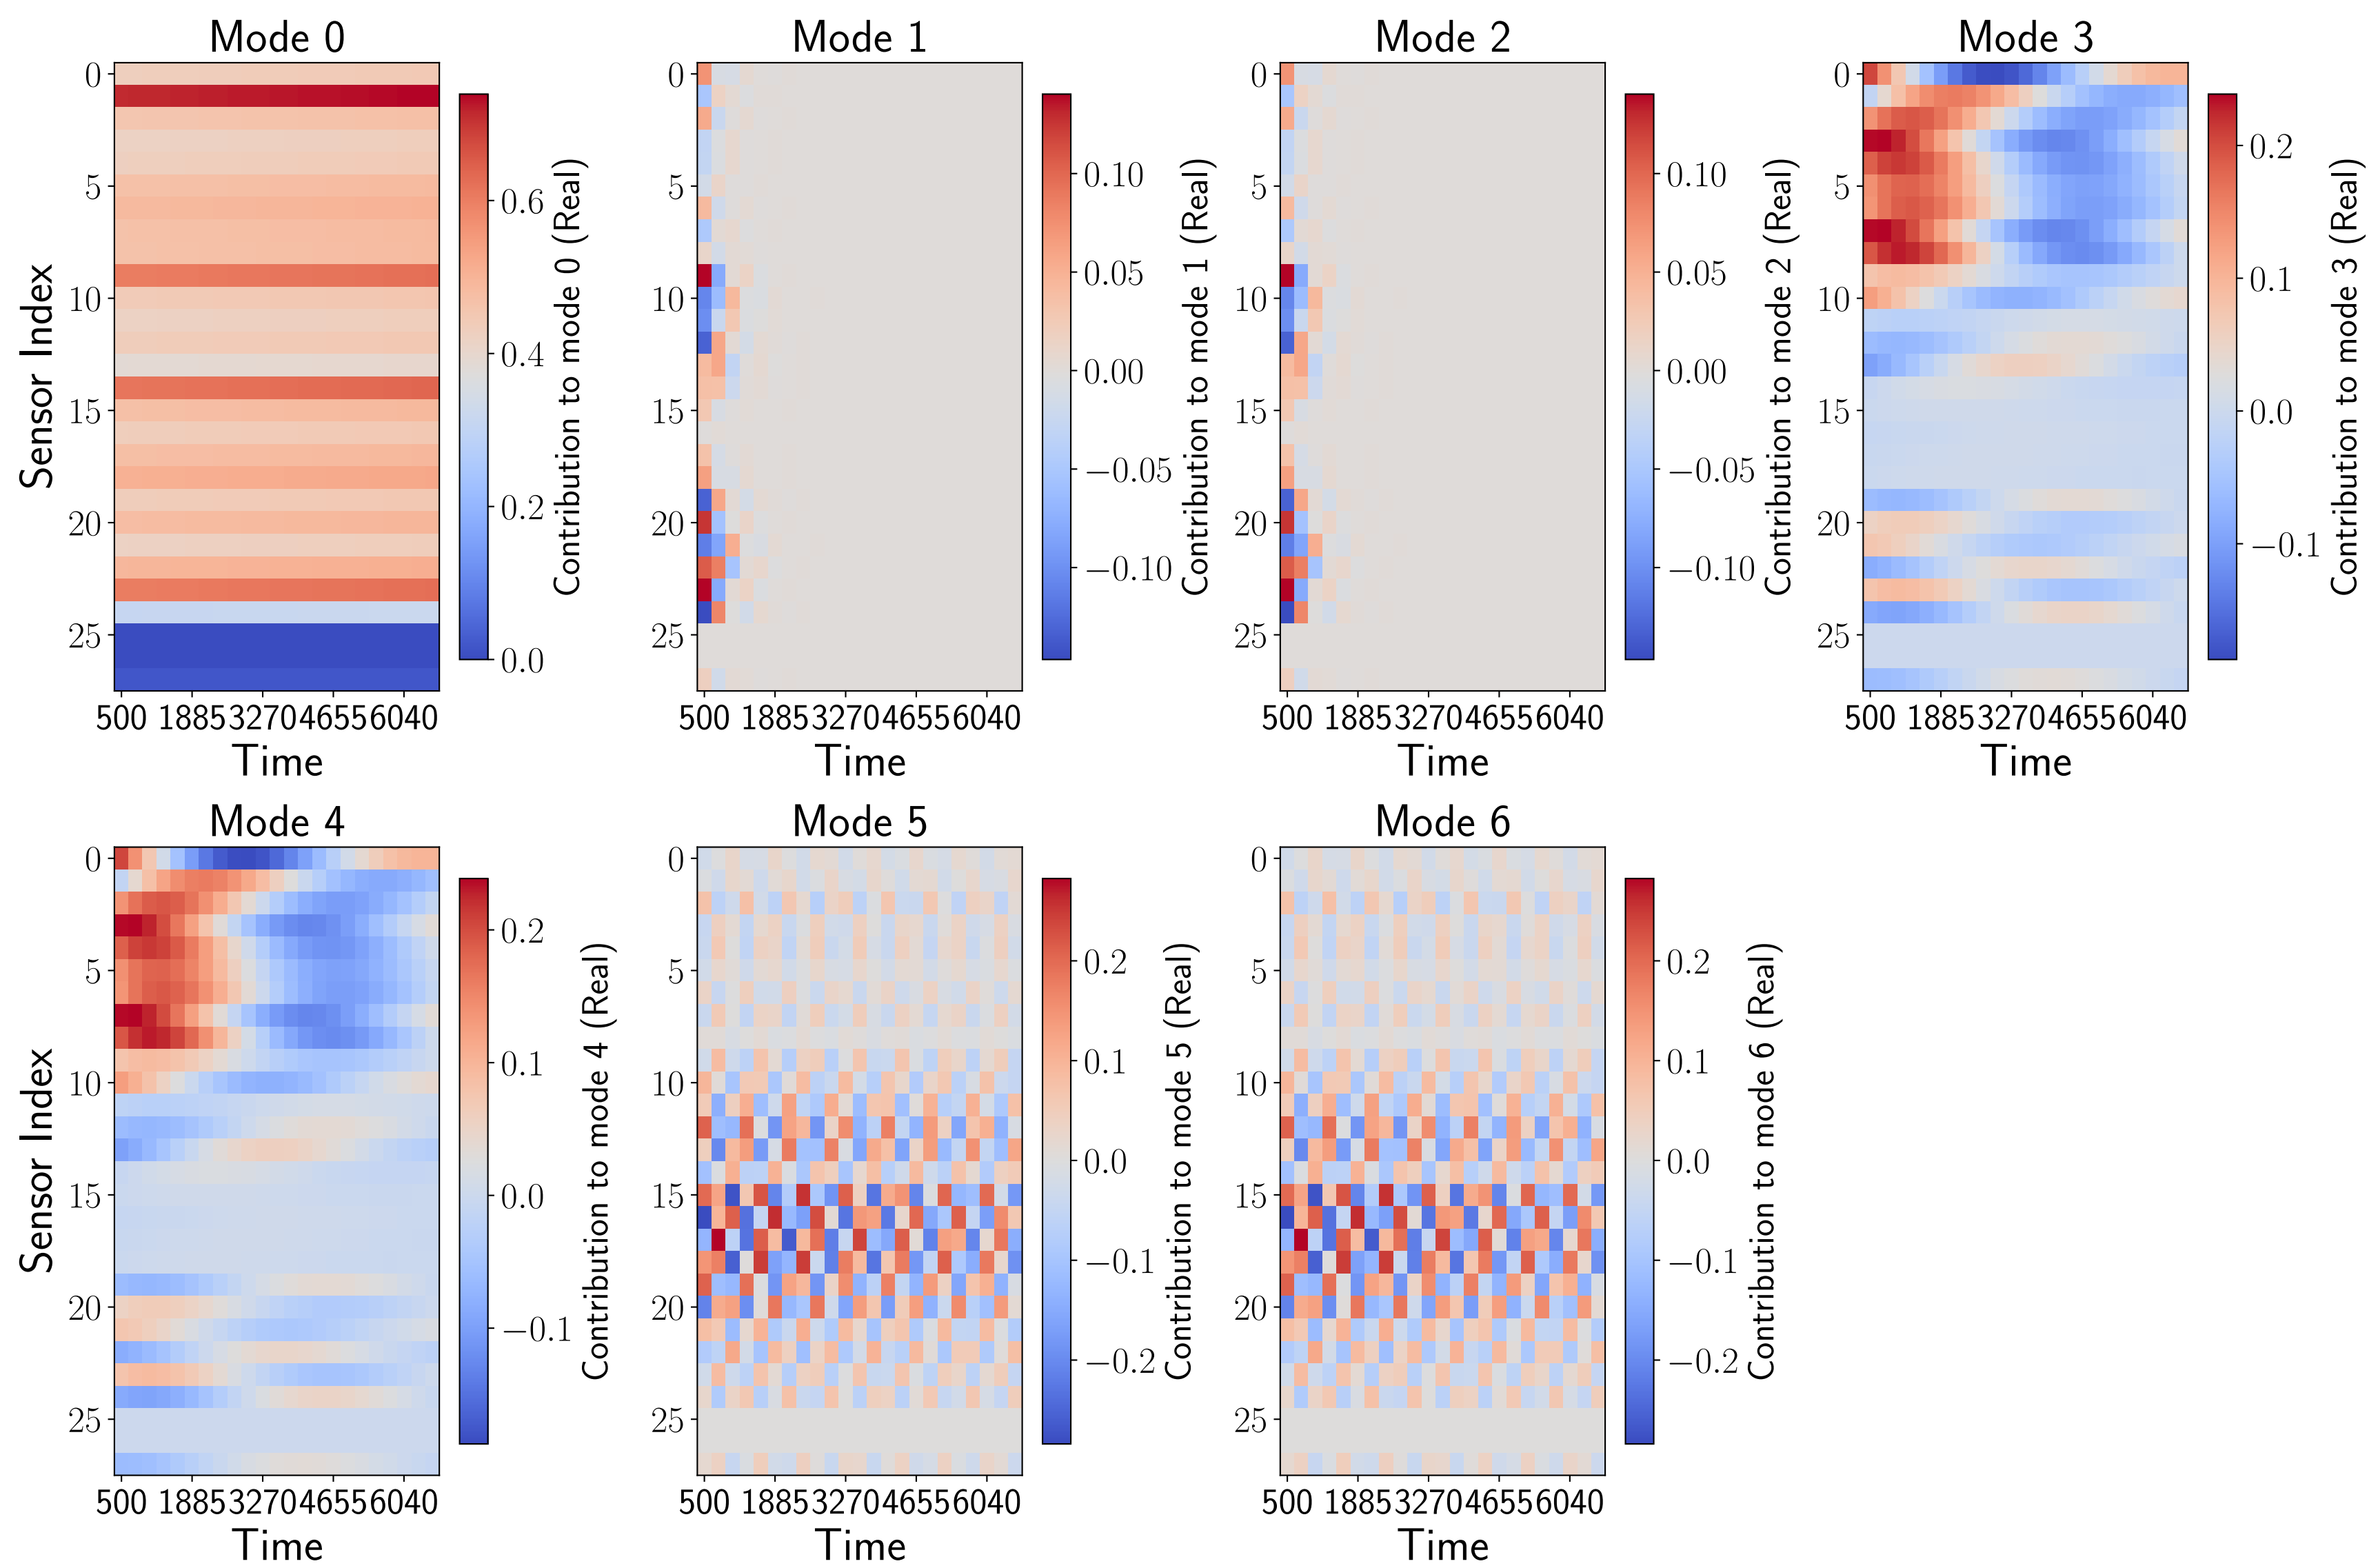 Mode 0
Mode 1
Mode 2
Mode 3
Sensor Index
0
5
10
15
20
25
500 1885 3270 4655 6040
Time
0.6
0.4
0.2
0.0
Contribution to mode 0 (Real)
0
5
10
15
20
25
500 1885 3270 4655 6040
Time
0.10
0.05
0.00
−0.05
−0.10
Contribution to mode 1 (Real)
0
5
10
15
20
25
500 1885 3270 4655 6040
Time
0.10
0.05
0.00
−0.05
−0.10
Contribution to mode 2 (Real)
0
5
10
15
20
25
500 1885 3270 4655 6040
Time
0.2
0.1
0.0
−0.1
Contribution to mode 3 (Real)
Mode 4
Mode 5
Mode 6
Sensor Index
0
5
10
15
20
25
500 1885 3270 4655 6040
Time
0.2
0.1
0.0
−0.1
Contribution to mode 4 (Real)
0
5
10
15
20
25
500 1885 3270 4655 6040
Time
0.2
0.1
0.0
−0.1
−0.2
Contribution to mode 5 (Real)
0
5
10
15
20
25
500 1885 3270 4655 6040
Time
0.2
0.1
0.0
−0.1
−0.2
Contribution to mode 6 (Real)